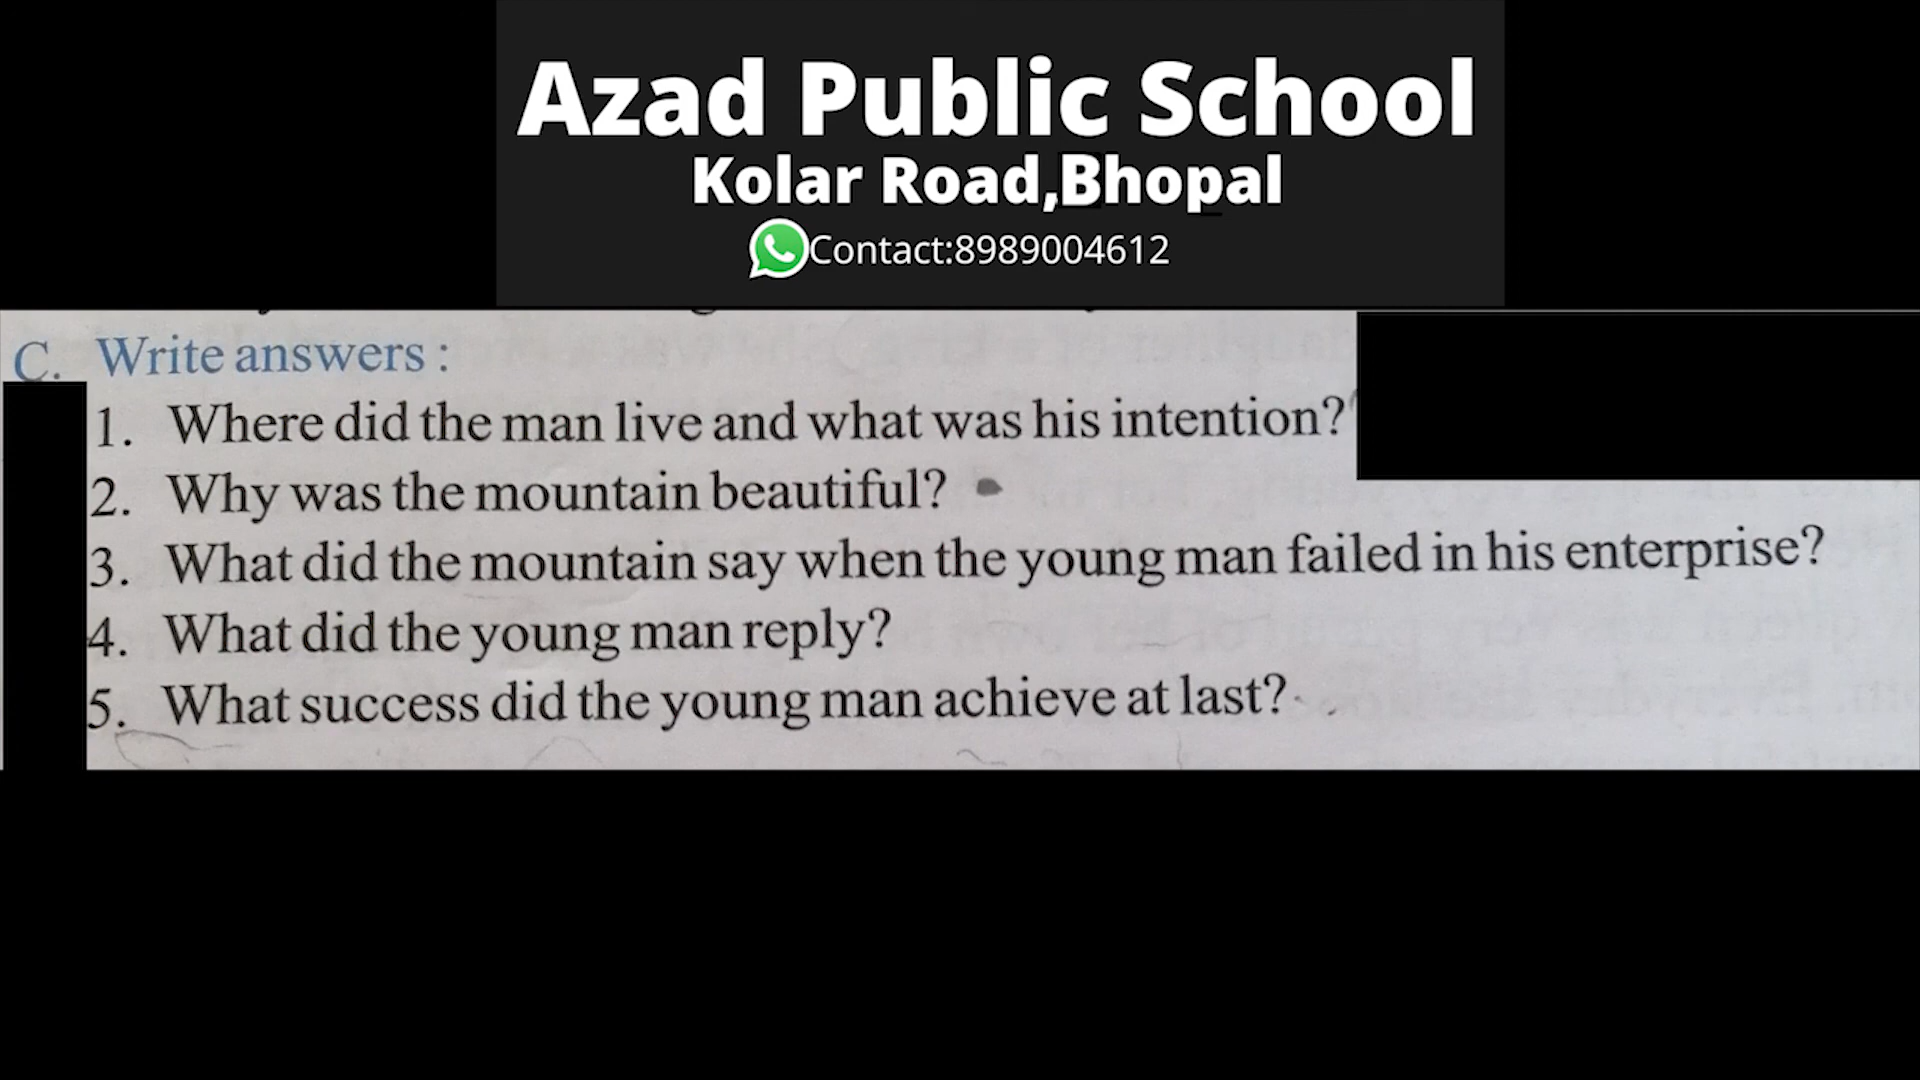 Azad Public School
Kolar Road,Bhopal
Contact:8989004612
C. Write answers :
1. Where did the man live and what was his intention?
2. Why was the mountain beautiful?
3. What did the mountain say when the young man failed in his enterprise?
4. What did the young man reply?
5. What success did the young man achieve at last?